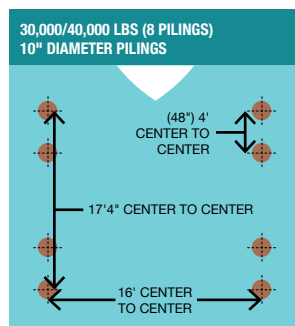 30,000/40,000 LBS (8 PILINGS)
10" DIAMETER PILINGS
(48") 4'
CENTER TO
CENTER
17'4" CENTER TO CENTER
16' CENTER
TO CENTER